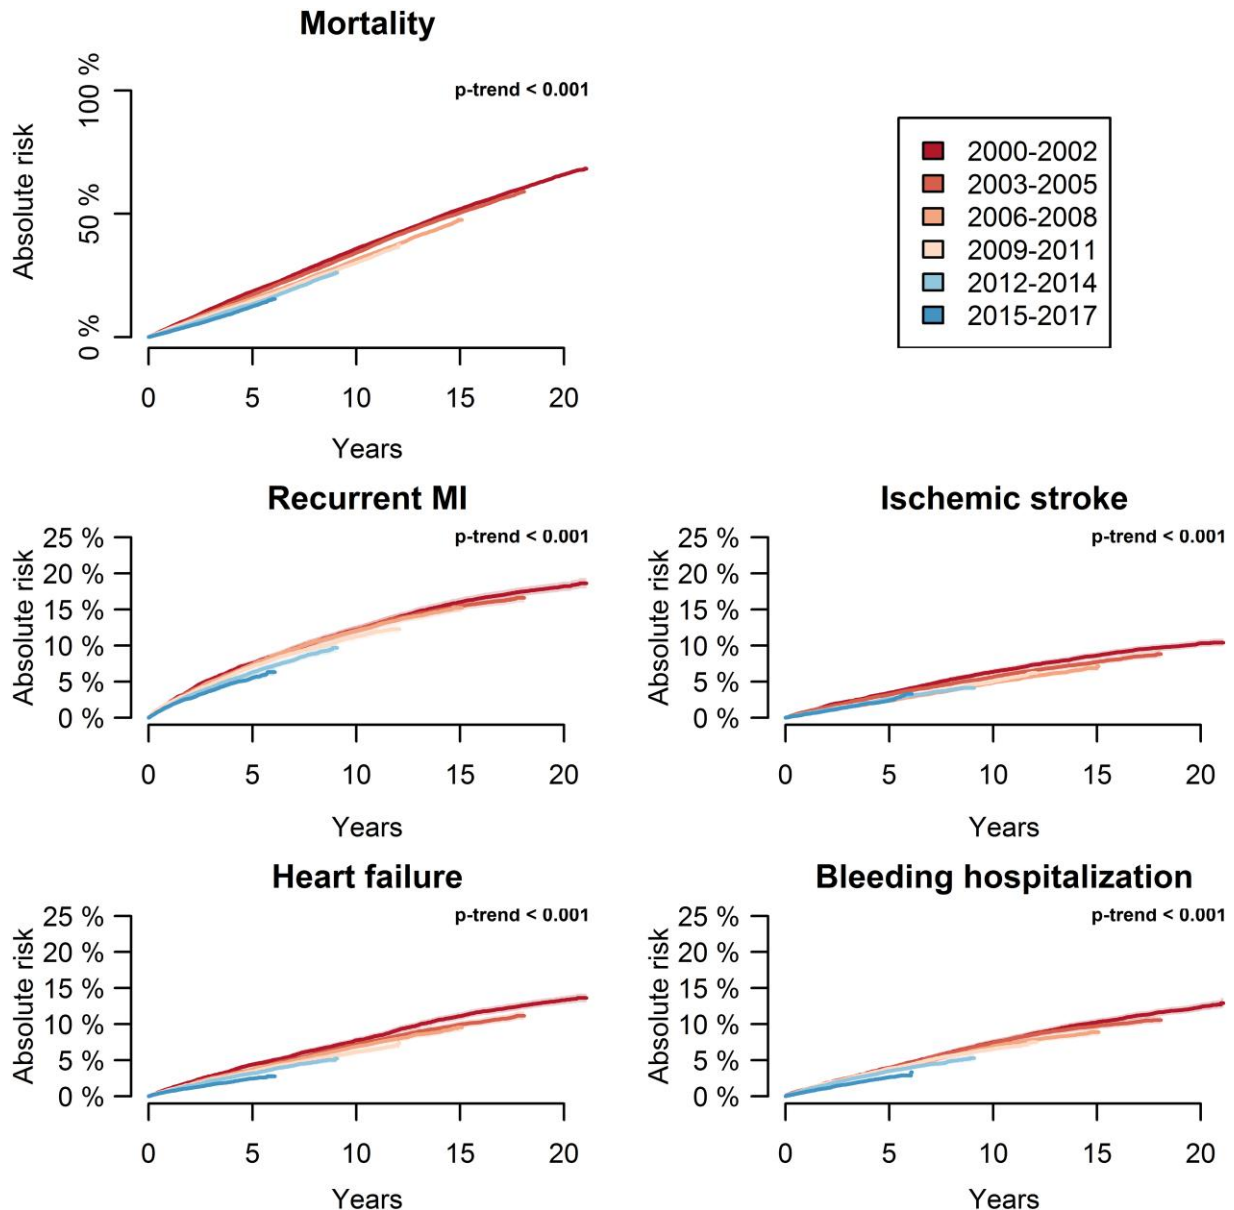 Mortality
p-trend < 0.001
100 %
50 %
0 %
Absolute risk
0 5 10 15 20
Years
2000-2002
2003-2005
2006-2008
2009-2011
2012-2014
2015-2017
Recurrent MI
p-trend < 0.001
25 %
20 %
15 %
10 %
5 %
0 %
Absolute risk
0 5 10 15 20
Years
Ischemic stroke
p-trend < 0.001
25 %
20 %
15 %
10 %
5 %
0 %
Absolute risk
0 5 10 15 20
Years
Heart failure
p-trend < 0.001
25 %
20 %
15 %
10 %
5 %
0 %
Absolute risk
0 5 10 15 20
Years
Bleeding hospitalization
p-trend < 0.001
25 %
20 %
15 %
10 %
5 %
0 %
Absolute risk
0 5 10 15 20
Years